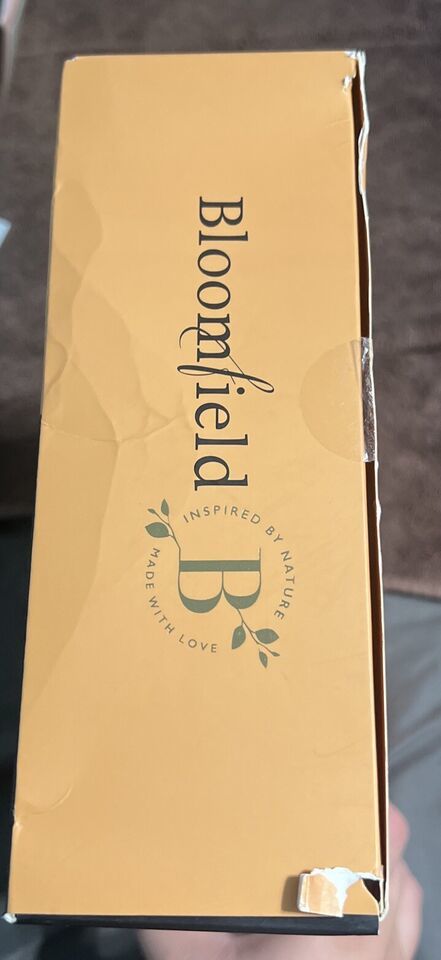 Bloomfield
INSPIRED BY NATURE
B
MADE WITH LOVE